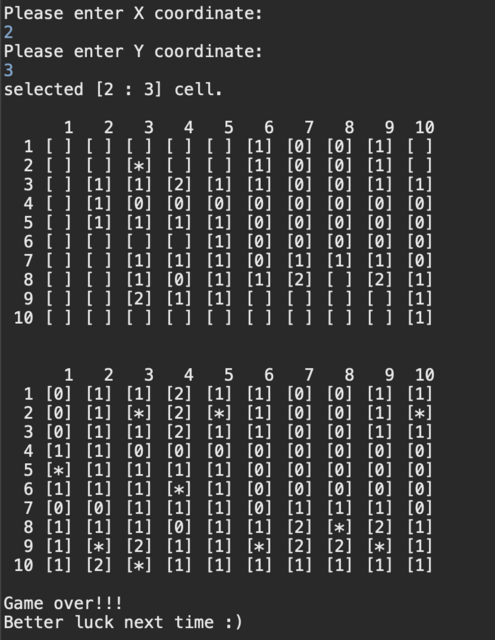 Please enter X coordinate:
2
Please enter Y coordinate:
3
selected [2 : 3] cell.
1 2 3 4 5 6 7 8 9 10
1 [ ] [ ] [ ] [ ] [ ] [1] [0] [0] [1] [ ]
2 [ ] [ ] [*] [ ] [ ] [1] [0] [0] [1] [ ]
3 [ ] [1] [1] [2] [1] [1] [0] [0] [1] [1]
4 [ ] [1] [0] [0] [0] [0] [0] [0] [0] [0]
5 [ ] [1] [1] [1] [1] [0] [0] [0] [0] [0]
6 [ ] [ ] [ ] [ ] [1] [0] [0] [0] [0] [0]
7 [ ] [ ] [1] [1] [1] [0] [1] [1] [1] [0]
8 [ ] [ ] [1] [0] [1] [1] [2] [ ] [2] [1]
9 [ ] [ ] [2] [1] [1] [ ] [ ] [ ] [ ] [1]
10 [ ] [ ] [ ] [ ] [ ] [ ] [ ] [ ] [ ] [1]
1 2 3 4 5 6 7 8 9 10
1 [0] [1] [1] [2] [1] [1] [0] [0] [1] [1]
2 [0] [1] [*] [2] [*] [1] [0] [0] [1] [*]
3 [0] [1] [1] [2] [1] [1] [0] [0] [1] [1]
4 [1] [1] [0] [0] [0] [0] [0] [0] [0] [0]
5 [*] [1] [1] [1] [1] [0] [0] [0] [0] [0]
6 [1] [1] [1] [*] [1] [0] [0] [0] [0] [0]
7 [0] [0] [1] [1] [1] [0] [1] [1] [1] [0]
8 [1] [1] [1] [0] [1] [1] [2] [*] [2] [1]
9 [1] [*] [2] [1] [1] [*] [2] [2] [*] [1]
10 [1] [2] [*] [1] [1] [1] [1] [1] [1] [1]
Game over!!!
Better luck next time :)